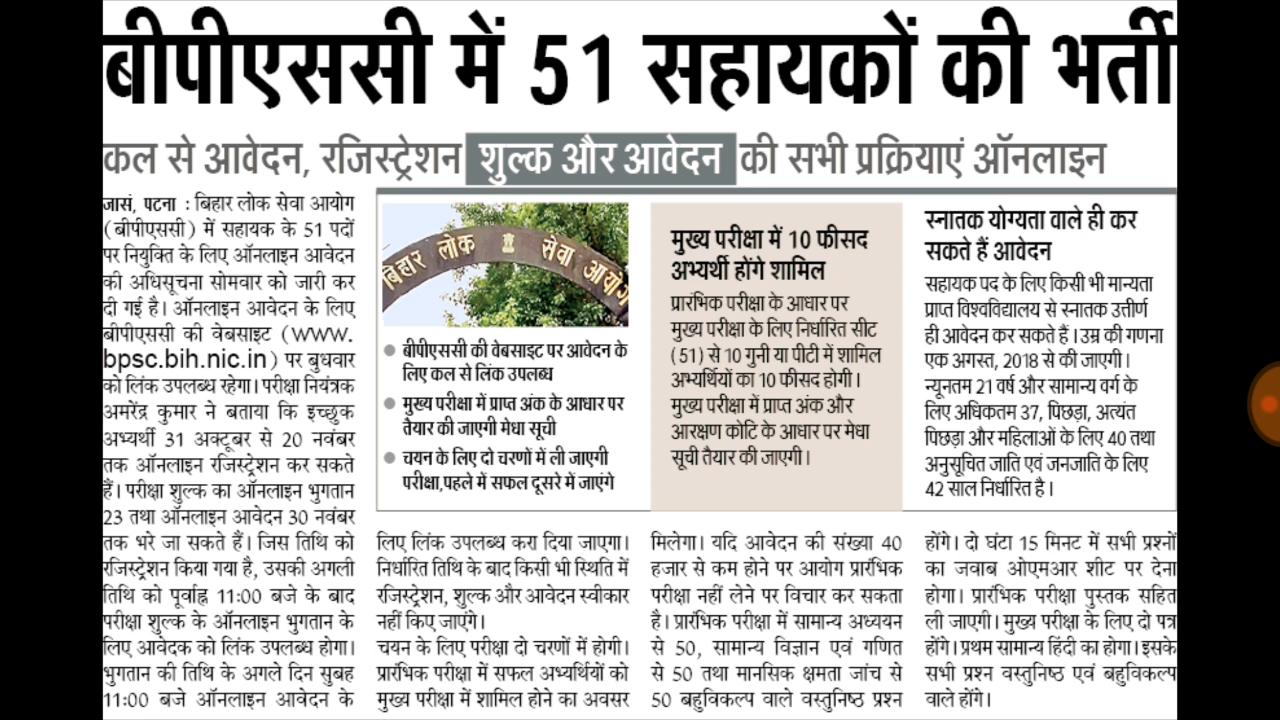 बीपीएससी में 51 सहायकों की भर्ती
कल से आवेदन, रजिस्ट्रेशन शुल्क और आवेदन की सभी प्रक्रियाएं ऑनलाइन
जासं, पटना : बिहार लोक सेवा आयोग
(बीपीएससी) में सहायक के 51 पदों
पर नियुक्ति के लिए ऑनलाइन आवेदन
की अधिसूचना सोमवार को जारी कर
दी गई है। ऑनलाइन आवेदन के लिए
बीपीएससी की वेबसाइट (www.
bpsc.bih.nic.in) पर बुधवार
को लिंक उपलब्ध रहेगा। परीक्षा नियंत्रक
अमरेंद्र कुमार ने बताया कि इच्छुक
अभ्यर्थी 31 अक्टूबर से 20 नवंबर
तक ऑनलाइन रजिस्ट्रेशन कर सकते
हैं। परीक्षा शुल्क का ऑनलाइन भुगतान
23 तथा ऑनलाइन आवेदन 30 नवंबर
तक भरे जा सकते हैं। जिस तिथि को
रजिस्ट्रेशन किया गया है, उसकी अगली
तिथि को पूर्वाह्न 11:00 बजे के बाद
परीक्षा शुल्क के ऑनलाइन भुगतान के
लिए आवेदक को लिंक उपलब्ध होगा।
भुगतान की तिथि के अगले दिन सुबह
11:00 बजे ऑनलाइन आवेदन के
बिहार लोक सेवा आयोग
बीपीएससी की वेबसाइट पर आवेदन के
लिए कल से लिंक उपलब्ध
मुख्य परीक्षा में प्राप्त अंक के आधार पर
तैयार की जाएगी मेधा सूची
चयन के लिए दो चरणों में ली जाएगी
परीक्षा,पहले में सफल दूसरे में जाएंगे
मुख्य परीक्षा में 10 फीसद
अभ्यर्थी होंगे शामिल
प्रारंभिक परीक्षा के आधार पर
मुख्य परीक्षा के लिए निर्धारित सीट
(51) से 10 गुनी या पीटी में शामिल
अभ्यर्थियों का 10 फीसद होगी।
मुख्य परीक्षा में प्राप्त अंक और
आरक्षण कोटि के आधार पर मेधा
सूची तैयार की जाएगी।
स्नातक योग्यता वाले ही कर
सकते हैं आवेदन
सहायक पद के लिए किसी भी मान्यता
प्राप्त विश्वविद्यालय से स्नातक उत्तीर्ण
ही आवेदन कर सकते हैं। उम्र की गणना
एक अगस्त, 2018 से की जाएगी।
न्यूनतम 21 वर्ष और सामान्य वर्ग के
लिए अधिकतम 37, पिछड़ा, अत्यंत
पिछड़ा और महिलाओं के लिए 40 तथा
अनुसूचित जाति एवं जनजाति के लिए
42 साल निर्धारित है।
लिए लिंक उपलब्ध करा दिया जाएगा।
निर्धारित तिथि के बाद किसी भी स्थिति में
रजिस्ट्रेशन, शुल्क और आवेदन स्वीकार
नहीं किए जाएंगे।
चयन के लिए परीक्षा दो चरणों में होगी।
प्रारंभिक परीक्षा में सफल अभ्यर्थियों को
मुख्य परीक्षा में शामिल होने का अवसर
मिलेगा। यदि आवेदन की संख्या 40
हजार से कम होने पर आयोग प्रारंभिक
परीक्षा नहीं लेने पर विचार कर सकता
है। प्रारंभिक परीक्षा में सामान्य अध्ययन
से 50, सामान्य विज्ञान एवं गणित
से 50 तथा मानसिक क्षमता जांच से
50 बहुविकल्प वाले वस्तुनिष्ठ प्रश्न
होंगे। दो घंटा 15 मिनट में सभी प्रश्नों
का जवाब ओएमआर शीट पर देना
होगा। प्रारंभिक परीक्षा पुस्तक सहित
ली जाएगी। मुख्य परीक्षा के लिए दो पत्र
होंगे। प्रथम सामान्य हिंदी का होगा। इसके
सभी प्रश्न वस्तुनिष्ठ एवं बहुविकल्प
वाले होंगे।